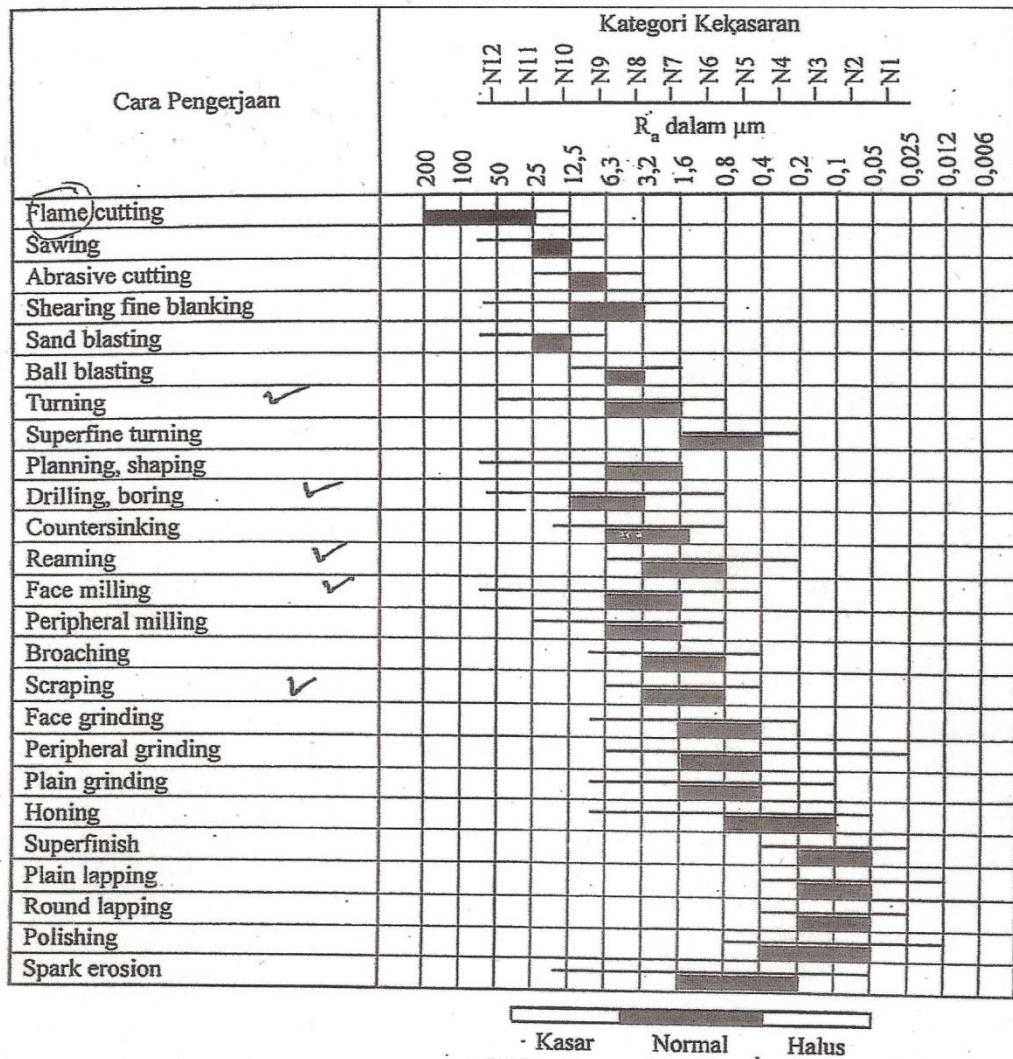 Kategori Kekasaran
Cara Pengerjaan
N12 N11 N10 N9 N8 N7 N6 N5 N4 N3 N2 N1
Ra dalam µm
200 100 50 25 12,5 6,3 3,2 1,6 0,8 0,4 0,2 0,1 0,05 0,025 0,012 0,006
Flame cutting
Sawing
Abrasive cutting
Shearing fine blanking
Sand blasting
Ball blasting
Turning
Superfine turning
Planning, shaping
Drilling, boring
Countersinking
Reaming
Face milling
Peripheral milling
Broaching
Scraping
Face grinding
Peripheral grinding
Plain grinding
Honing
Superfinish
Plain lapping
Round lapping
Polishing
Spark erosion
- Kasar Normal Halus